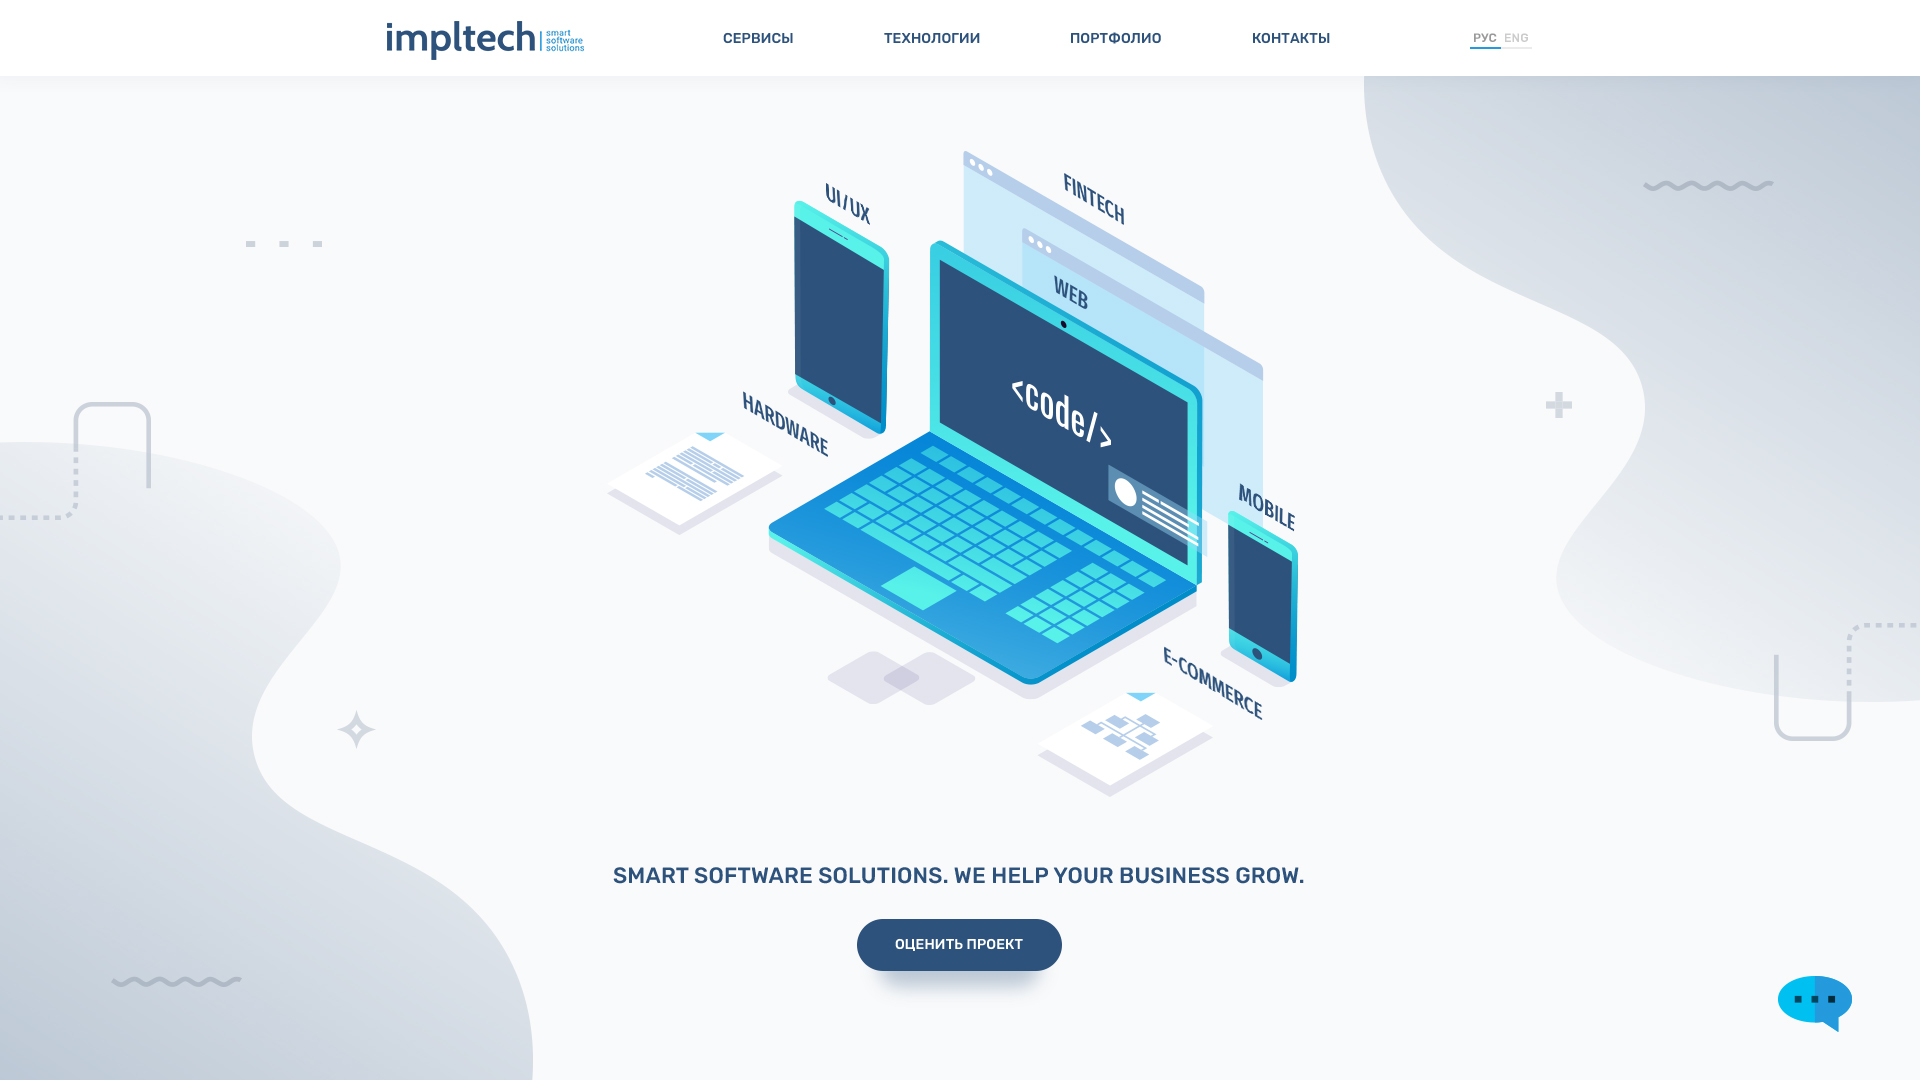 impltech
smart
software
solutions
СЕРВИСЫ
ТЕХНОЛОГИИ
ПОРТФОЛИО
КОНТАКТЫ
РУС ENG
UI/UX
FINTECH
WEB
<code/>
HARDWARE
MOBILE
E-COMMERCE
SMART SOFTWARE SOLUTIONS. WE HELP YOUR BUSINESS GROW.
ОЦЕНИТЬ ПРОЕКТ